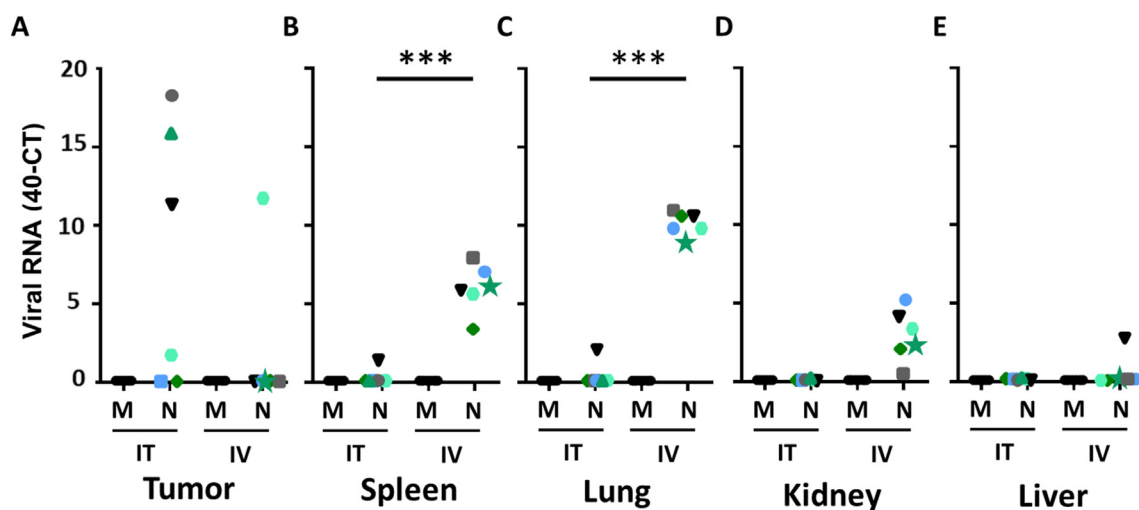 A B C D E
*** ***
20
15
10
5
0
Viral RNA (40-CT)
M N M N M N M N M N M N M N M N M N M N
IT IV IT IV IT IV IT IV IT IV
Tumor Spleen Lung Kidney Liver